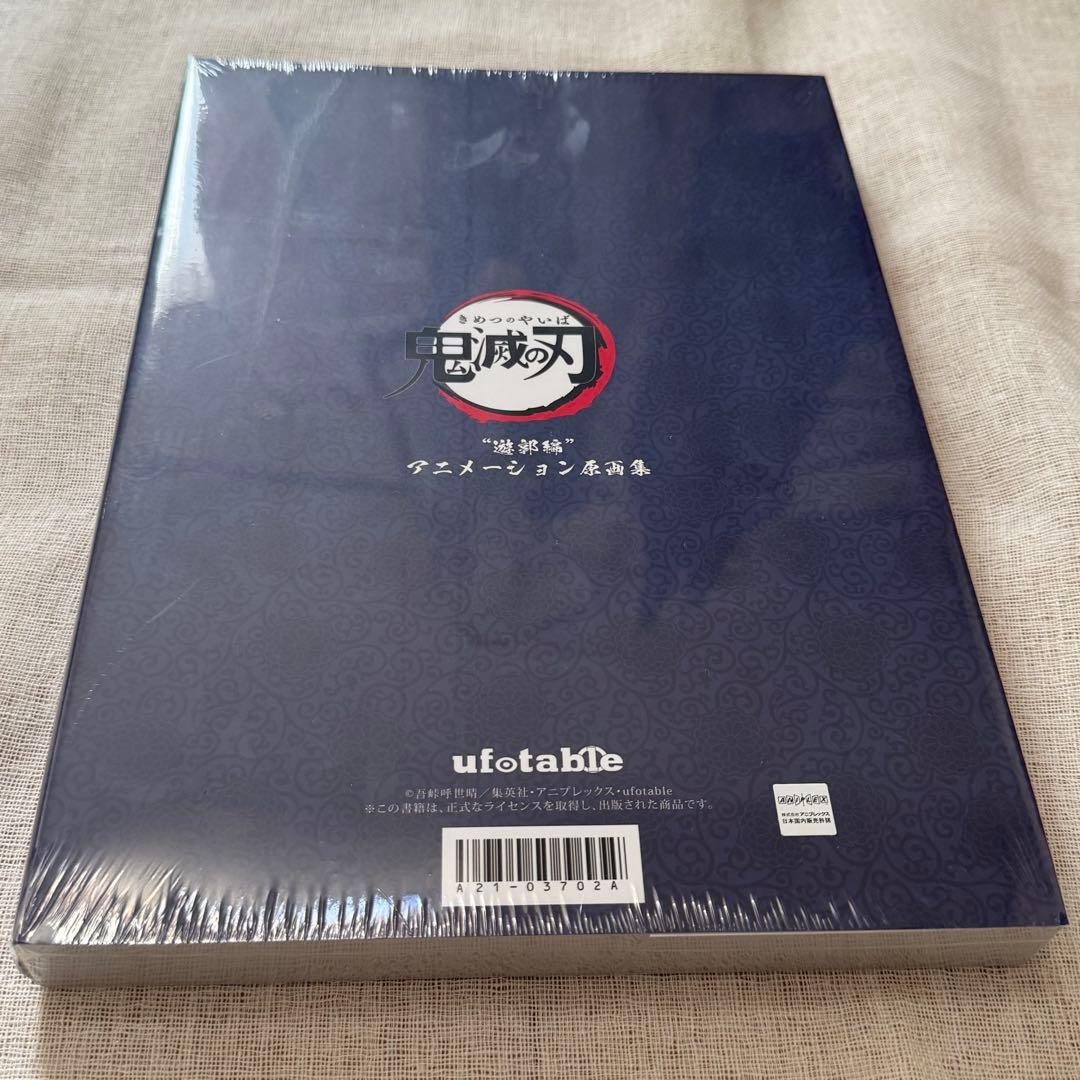 きめつのやいば
鬼滅の刃
“遊郭編”
アニメーション原画集
ufotable
©吾峠呼世晴／集英社・アニプレックス・ufotable
※この書籍は、正式なライセンスを取得し、出版された商品です。
ANIPLEX
株式会社アニプレックス
日本国内販売許諾
A21-03702A